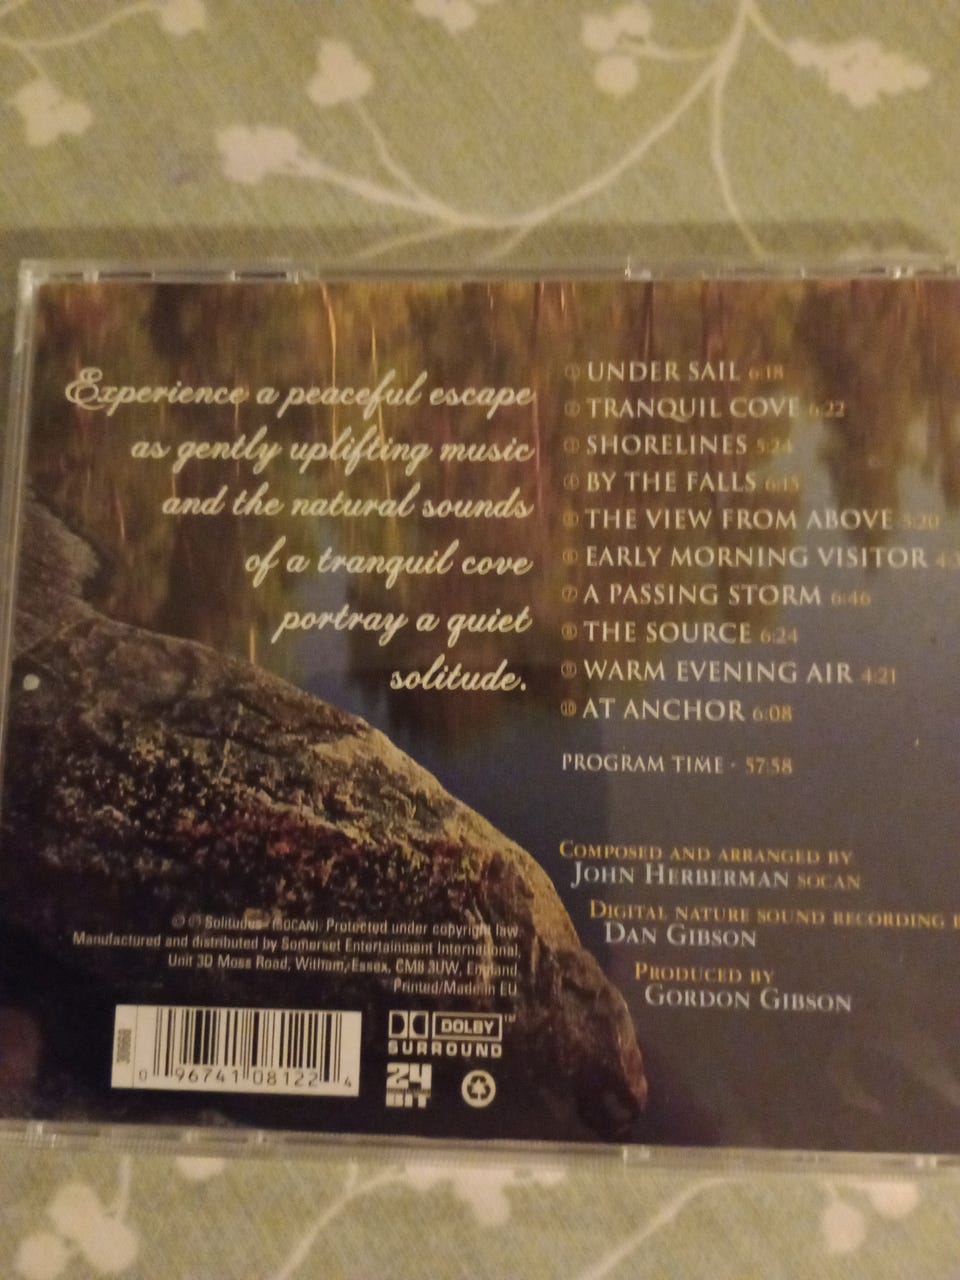 Experience a peaceful escape
as gently uplifting music
and the natural sounds
of a tranquil cove
portray a quiet
solitude.
1 UNDER SAIL 6:18
2 TRANQUIL COVE 6:22
3 SHORELINES 5:24
4 BY THE FALLS 6:15
5 THE VIEW FROM ABOVE 5:20
6 EARLY MORNING VISITOR
7 A PASSING STORM 6:46
8 THE SOURCE 6:24
9 WARM EVENING AIR 4:21
10 AT ANCHOR 6:08
PROGRAM TIME · 57:58
COMPOSED AND ARRANGED BY
JOHN HERBERMAN SOCAN
DIGITAL NATURE SOUND RECORDING
DAN GIBSON
PRODUCED BY
GORDON GIBSON
© ℗ Solitudes (SOCAN) Protected under copyright law
Manufactured and distributed by Somerset Entertainment International,
Unit 3D Moss Road, Witham, Essex, CM8 3UW, England
Printed/Made in EU
0 96741 08122 4
DOLBY™
SURROUND
24
BIT